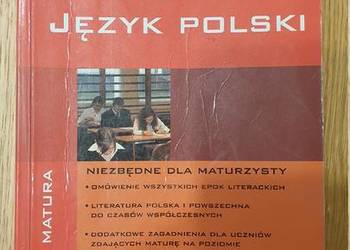 JĘZYK POLSKI
MATURA
NIEZBĘDNE DLA MATURZYSTY
• OMÓWIENIE WSZYSTKICH EPOK LITERACKICH
• LITERATURA POLSKA I POWSZECHNA
DO CZASÓW WSPÓŁCZESNYCH
• DODATKOWE ZAGADNIENIA DLA UCZNIÓW
ZDAJĄCYCH MATURĘ NA POZIOMIE